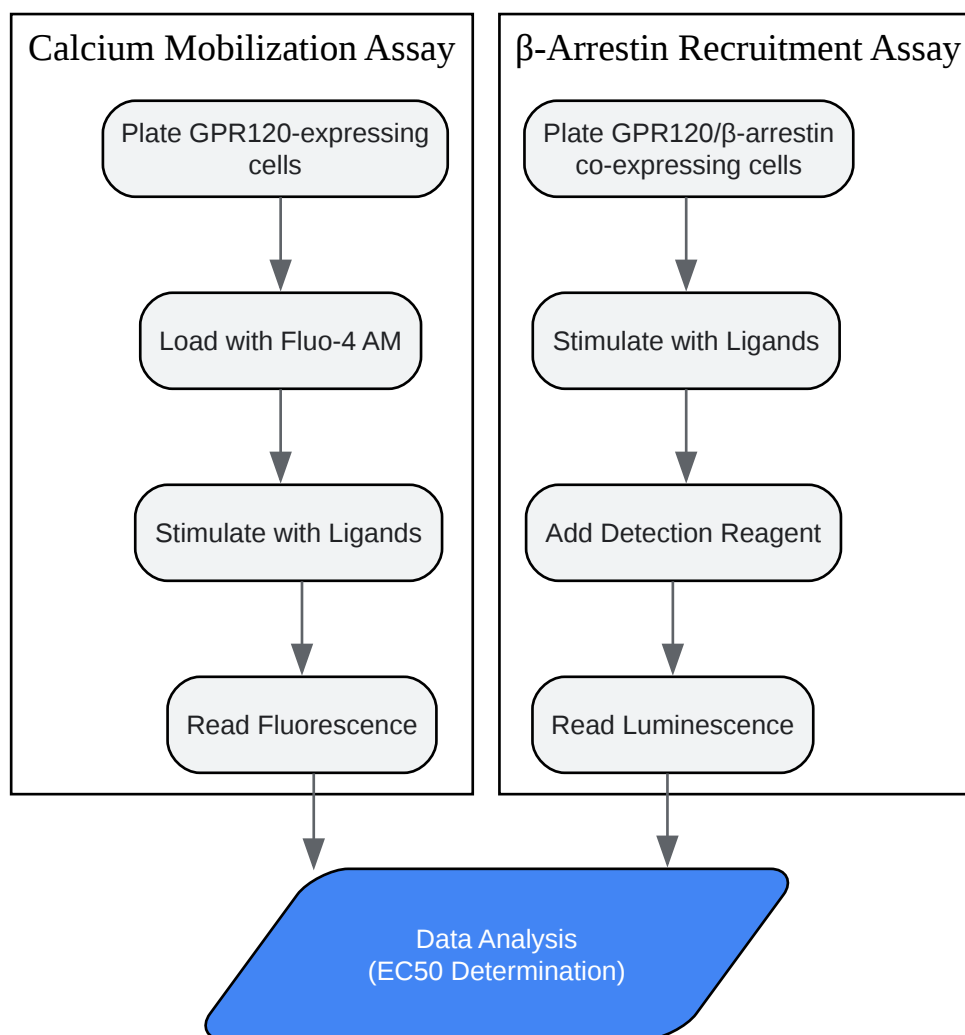 Calcium Mobilization Assay
Plate GPR120-expressing
cells
Load with Fluo-4 AM
Stimulate with Ligands
Read Fluorescence
β-Arrestin Recruitment Assay
Plate GPR120/β-arrestin
co-expressing cells
Stimulate with Ligands
Add Detection Reagent
Read Luminescence
Data Analysis
(EC50 Determination)